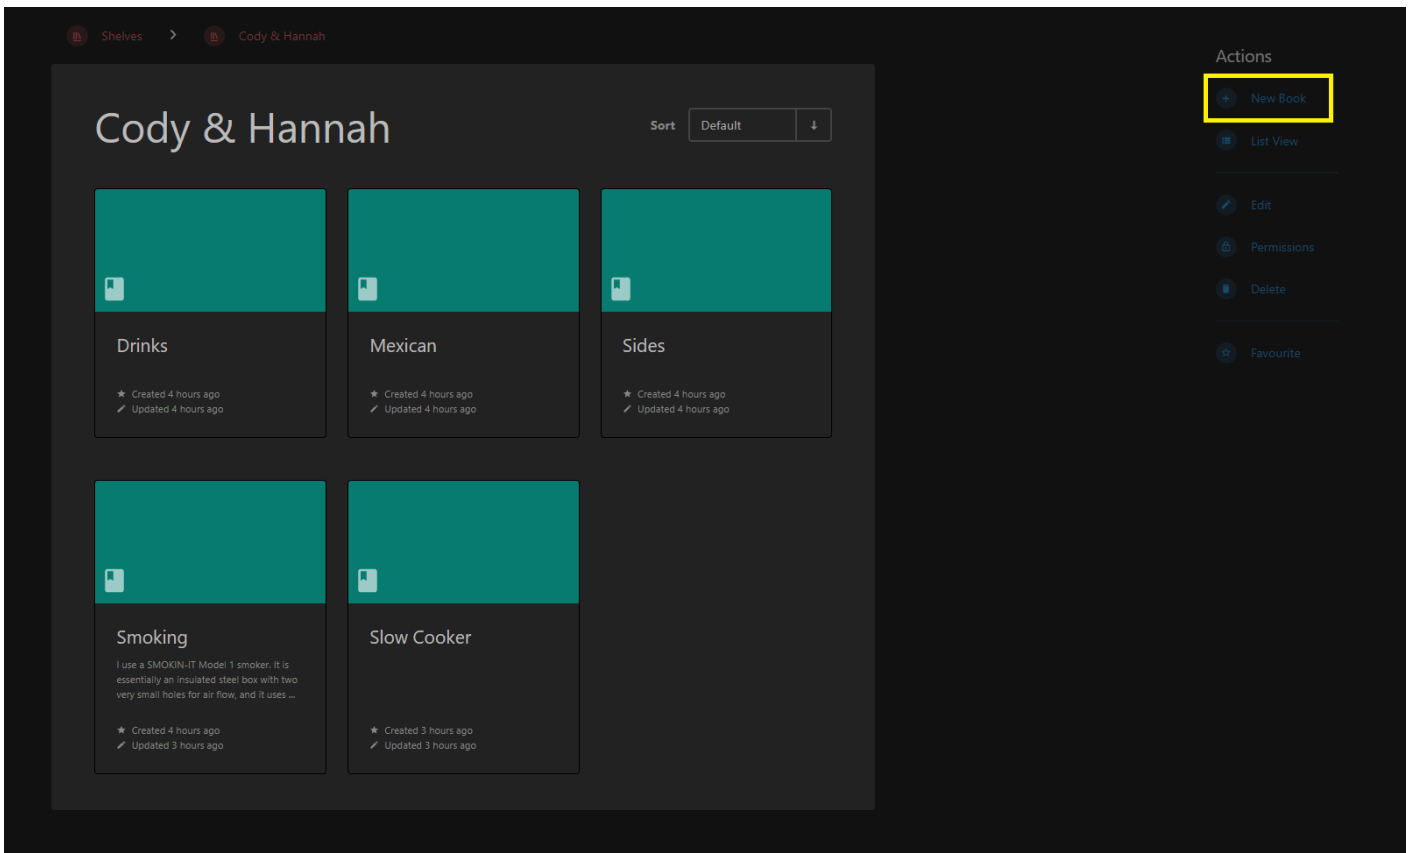 Shelves > Cody & Hannah
Actions
New Book
List View
Edit
Permissions
Delete
Favourite
Cody & Hannah
Sort Default
Drinks
Created 4 hours ago
Updated 4 hours ago
Mexican
Created 4 hours ago
Updated 4 hours ago
Sides
Created 4 hours ago
Updated 4 hours ago
Smoking
I use a SMOKIN-IT Model 1 smoker. It is
essentially an insulated steel box with two
very small holes for air flow, and it uses ...
Created 4 hours ago
Updated 3 hours ago
Slow Cooker
Created 3 hours ago
Updated 3 hours ago